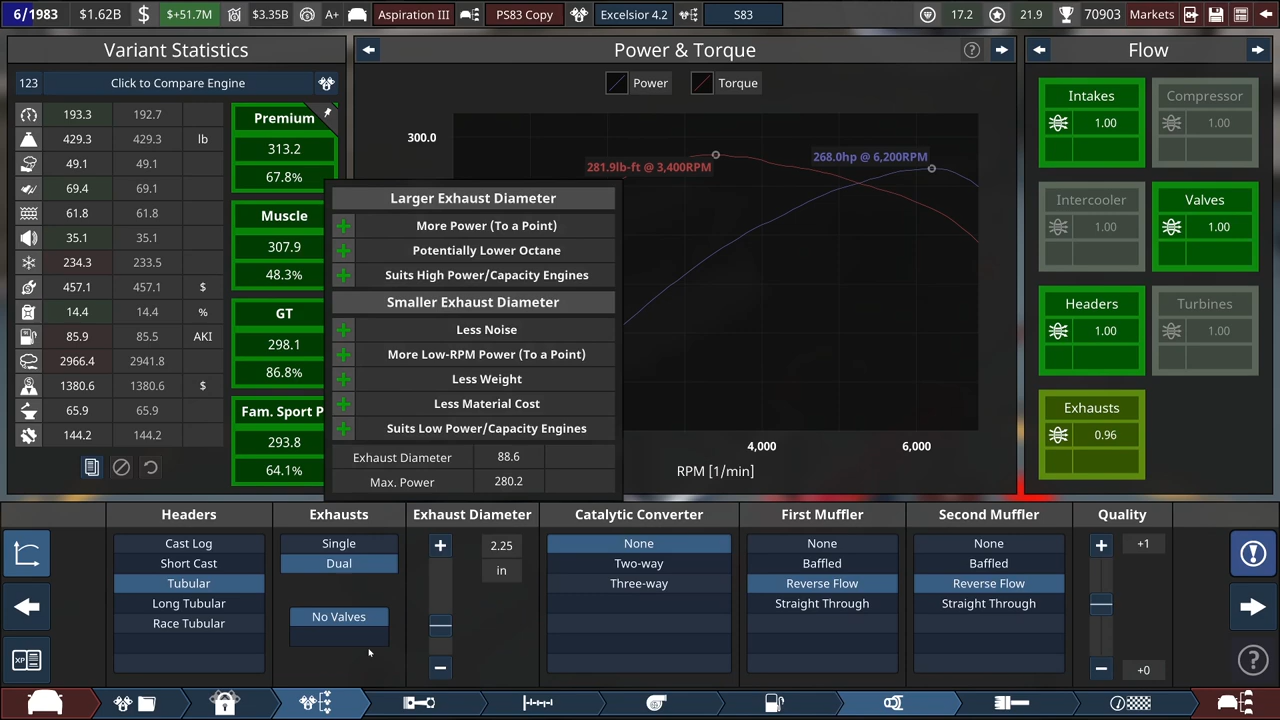 6/1983 $1.62B $+51.7M $3.35B A+ Aspiration III PS83 Copy Excelsior 4.2 S83 17.2 21.9 70903 Markets
Variant Statistics
123 Click to Compare Engine
193.3 192.7
429.3 429.3 lb
49.1 49.1
69.4 69.1
61.8 61.8
35.1 35.1
234.3 233.5
457.1 457.1 $
14.4 14.4 %
85.9 85.5 AKI
2966.4 2941.8
1380.6 1380.6 $
65.9 65.9
144.2 144.2
Premium
313.2
67.8%
Muscle
307.9
48.3%
GT
298.1
86.8%
Fam. Sport P
293.8
64.1%
Power & Torque
?
Power Torque
300.0
281.9lb-ft @ 3,400RPM
268.0hp @ 6,200RPM
4,000 6,000
RPM [1/min]
Larger Exhaust Diameter
More Power (To a Point)
Potentially Lower Octane
Suits High Power/Capacity Engines
Smaller Exhaust Diameter
Less Noise
More Low-RPM Power (To a Point)
Less Weight
Less Material Cost
Suits Low Power/Capacity Engines
Exhaust Diameter 88.6
Max. Power 280.2
Flow
Intakes
1.00
Compressor
1.00
Intercooler
1.00
Valves
1.00
Headers
1.00
Turbines
1.00
Exhausts
0.96
Headers
Cast Log
Short Cast
Tubular
Long Tubular
Race Tubular
Exhausts
Single
Dual
No Valves
Exhaust Diameter
+ 2.25
in
-
Catalytic Converter
None
Two-way
Three-way
First Muffler
None
Baffled
Reverse Flow
Straight Through
Second Muffler
None
Baffled
Reverse Flow
Straight Through
Quality
+ +1
- +0
?